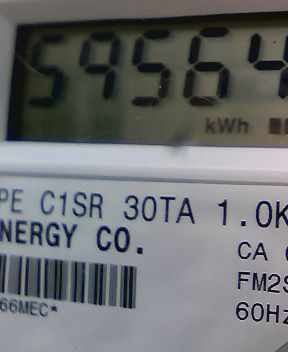 59564
kWh
PE C1SR 30TA 1.0K
NERGY CO.
CA
FM2S
66MEC*
60Hz